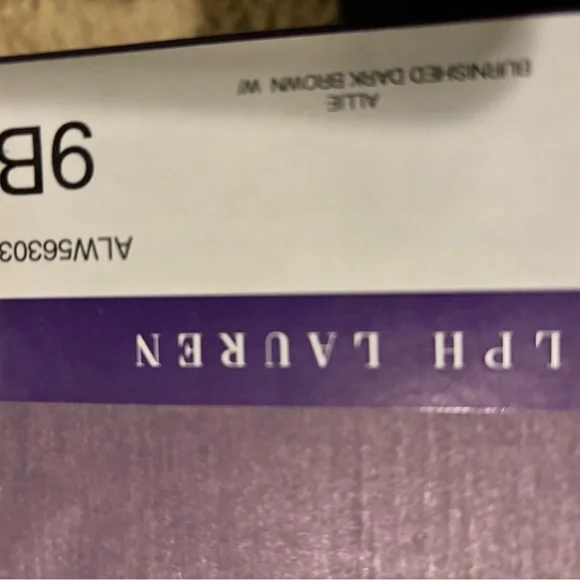 LPH LAUREN
ALW56303
9B
ALLIE
BURNISHED DARK BROWN W/